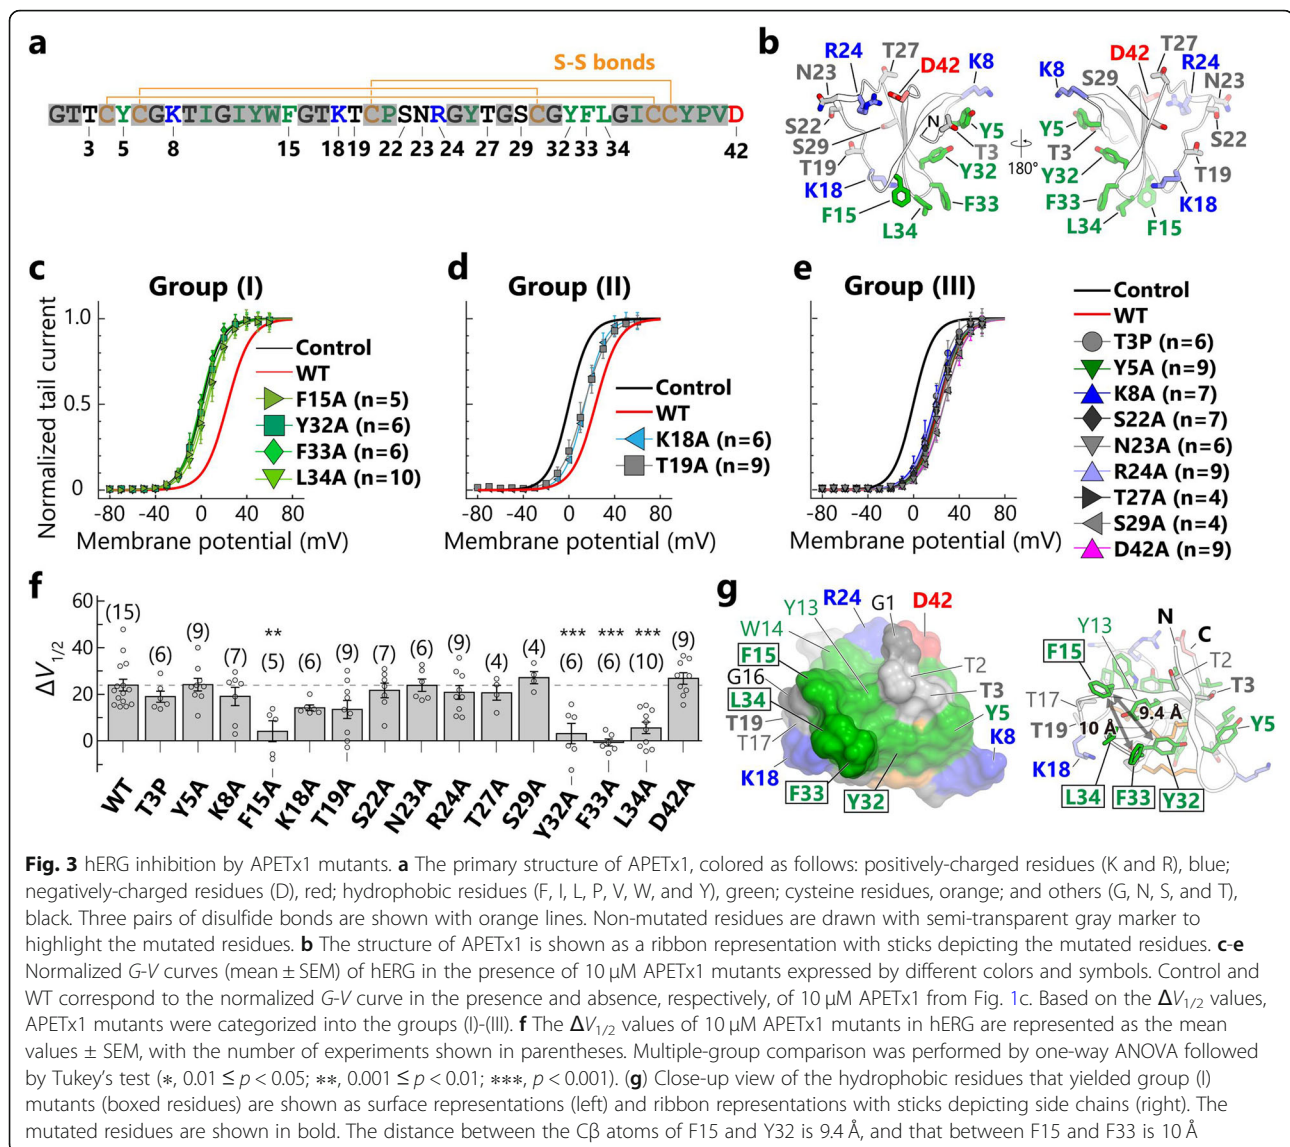 a
S-S bonds
GTTCYCGKTIGIYWFGTKTCPSNRGYTGSCGYFLGICCYPVD
3 5 8 15 18 19 22 23 24 27 29 32 33 34 42
b
T27
R24
D42
K8
N23
S22
S29
T19
K18
F15
N
Y5
T3
Y32
F33
L34
180°
T27
D42
R24
K8
S29
N23
Y5
S22
T3
T19
Y32
K18
F33
L34
F15
c
Group (I)
Normalized tail current
1.0
0.5
0
-80 -40 0 40 80
Membrane potential (mV)
Control
WT
F15A (n=5)
Y32A (n=6)
F33A (n=6)
L34A (n=10)
d
Group (II)
-80 -40 0 40 80
Membrane potential (mV)
Control
WT
K18A (n=6)
T19A (n=9)
e
Group (III)
-80 -40 0 40 80
Membrane potential (mV)
Control
WT
T3P (n=6)
Y5A (n=9)
K8A (n=7)
S22A (n=7)
N23A (n=6)
R24A (n=9)
T27A (n=4)
S29A (n=4)
D42A (n=9)
f
ΔV1/2
60
40
20
0
(15) (6) (9) (7) ** (5) (6) (9) (7) (6) (9) (4) (4) *** (6) *** (6) *** (10) (9)
WT T3P Y5A K8A F15A K18A T19A S22A N23A R24A T27A S29A Y32A F33A L34A D42A
g
R24
G1
D42
Y13
W14
F15
G16
L34
T19
T17
K18
F33
Y32
T2
T3
Y5
K8
N
C
Y13
F15
T2
T3
T17
T19
9.4 Å
10 Å
Y5
K18
L34
F33
Y32
Fig. 3 hERG inhibition by APETx1 mutants. a The primary structure of APETx1, colored as follows: positively-charged residues (K and R), blue;
negatively-charged residues (D), red; hydrophobic residues (F, I, L, P, V, W, and Y), green; cysteine residues, orange; and others (G, N, S, and T),
black. Three pairs of disulfide bonds are shown with orange lines. Non-mutated residues are drawn with semi-transparent gray marker to
highlight the mutated residues. b The structure of APETx1 is shown as a ribbon representation with sticks depicting the mutated residues. c-e
Normalized G-V curves (mean ± SEM) of hERG in the presence of 10 μM APETx1 mutants expressed by different colors and symbols. Control and
WT correspond to the normalized G-V curve in the presence and absence, respectively, of 10 μM APETx1 from Fig. 1c. Based on the ΔV1/2 values,
APETx1 mutants were categorized into the groups (I)-(III). f The ΔV1/2 values of 10 μM APETx1 mutants in hERG are represented as the mean
values ± SEM, with the number of experiments shown in parentheses. Multiple-group comparison was performed by one-way ANOVA followed
by Tukey's test (*, 0.01 ≤ p < 0.05; **, 0.001 ≤ p < 0.01; ***, p < 0.001). (g) Close-up view of the hydrophobic residues that yielded group (I)
mutants (boxed residues) are shown as surface representations (left) and ribbon representations with sticks depicting side chains (right). The
mutated residues are shown in bold. The distance between the Cβ atoms of F15 and Y32 is 9.4 Å, and that between F15 and F33 is 10 Å